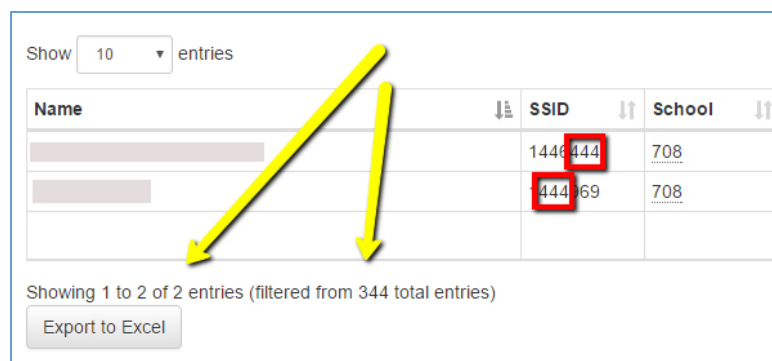 Show 10 entries
Name SSID School
1446444 708
1444969 708
Showing 1 to 2 of 2 entries (filtered from 344 total entries)
Export to Excel